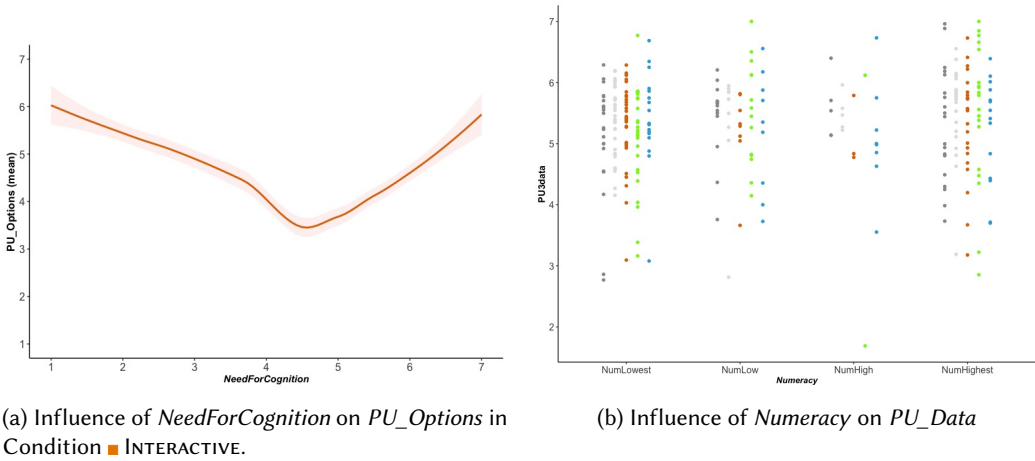 7
6
5
4
3
2
1
PU_Options (mean)
1 2 3 4 5 6 7
NeedForCognition
7
6
5
4
3
2
PU3data
NumLowest NumLow NumHigh NumHighest
Numeracy
(a) Influence of NeedForCognition on PU_Options in
Condition ■ INTERACTIVE.
(b) Influence of Numeracy on PU_Data